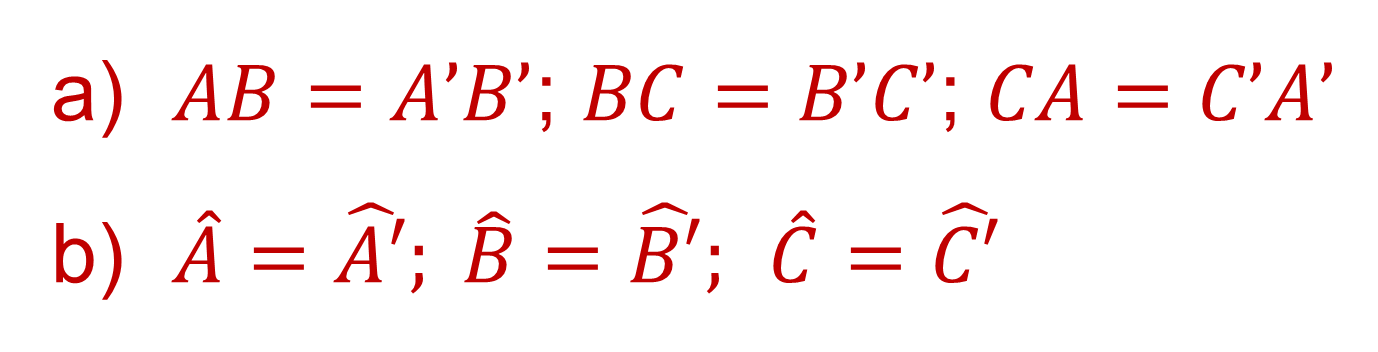 a) AB = A’B’; BC = B’C’; CA = C’A’
b) Â = Â′; B̂ = B̂′; Ĉ = Ĉ′